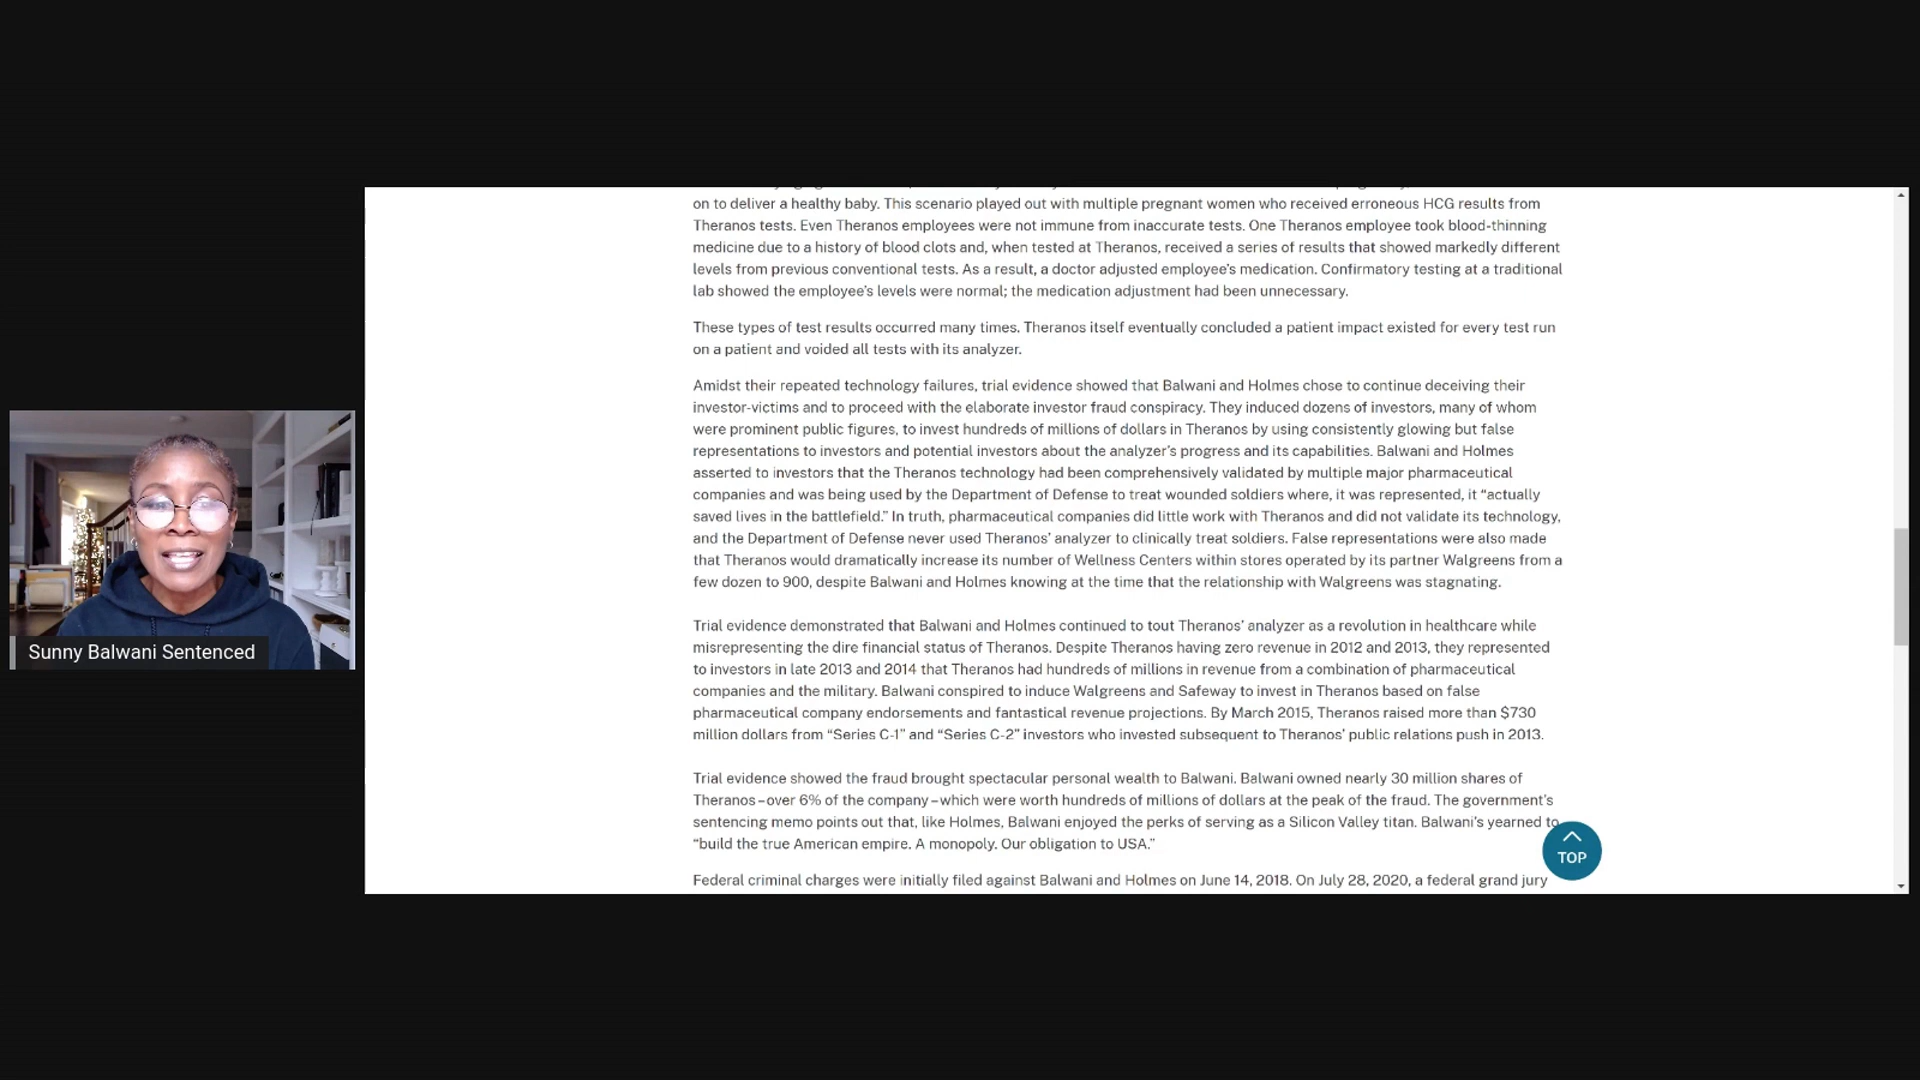 on to deliver a healthy baby. This scenario played out with multiple pregnant women who received erroneous HCG results from
Theranos tests. Even Theranos employees were not immune from inaccurate tests. One Theranos employee took blood-thinning
medicine due to a history of blood clots and, when tested at Theranos, received a series of results that showed markedly different
levels from previous conventional tests. As a result, a doctor adjusted employee's medication. Confirmatory testing at a traditional
lab showed the employee's levels were normal; the medication adjustment had been unnecessary.
These types of test results occurred many times. Theranos itself eventually concluded a patient impact existed for every test run
on a patient and voided all tests with its analyzer.
Amidst their repeated technology failures, trial evidence showed that Balwani and Holmes chose to continue deceiving their
investor-victims and to proceed with the elaborate investor fraud conspiracy. They induced dozens of investors, many of whom
were prominent public figures, to invest hundreds of millions of dollars in Theranos by using consistently glowing but false
representations to investors and potential investors about the analyzer's progress and its capabilities. Balwani and Holmes
asserted to investors that the Theranos technology had been comprehensively validated by multiple major pharmaceutical
companies and was being used by the Department of Defense to treat wounded soldiers where, it was represented, it “actually
saved lives in the battlefield.” In truth, pharmaceutical companies did little work with Theranos and did not validate its technology,
and the Department of Defense never used Theranos' analyzer to clinically treat soldiers. False representations were also made
that Theranos would dramatically increase its number of Wellness Centers within stores operated by its partner Walgreens from a
few dozen to 900, despite Balwani and Holmes knowing at the time that the relationship with Walgreens was stagnating.
Trial evidence demonstrated that Balwani and Holmes continued to tout Theranos' analyzer as a revolution in healthcare while
misrepresenting the dire financial status of Theranos. Despite Theranos having zero revenue in 2012 and 2013, they represented
to investors in late 2013 and 2014 that Theranos had hundreds of millions in revenue from a combination of pharmaceutical
companies and the military. Balwani conspired to induce Walgreens and Safeway to invest in Theranos based on false
pharmaceutical company endorsements and fantastical revenue projections. By March 2015, Theranos raised more than $730
million dollars from “Series C-1” and “Series C-2” investors who invested subsequent to Theranos' public relations push in 2013.
Trial evidence showed the fraud brought spectacular personal wealth to Balwani. Balwani owned nearly 30 million shares of
Theranos–over 6% of the company–which were worth hundreds of millions of dollars at the peak of the fraud. The government's
sentencing memo points out that, like Holmes, Balwani enjoyed the perks of serving as a Silicon Valley titan. Balwani's yearned to
“build the true American empire. A monopoly. Our obligation to USA.”
Federal criminal charges were initially filed against Balwani and Holmes on June 14, 2018. On July 28, 2020, a federal grand jury
TOP
Sunny Balwani Sentenced